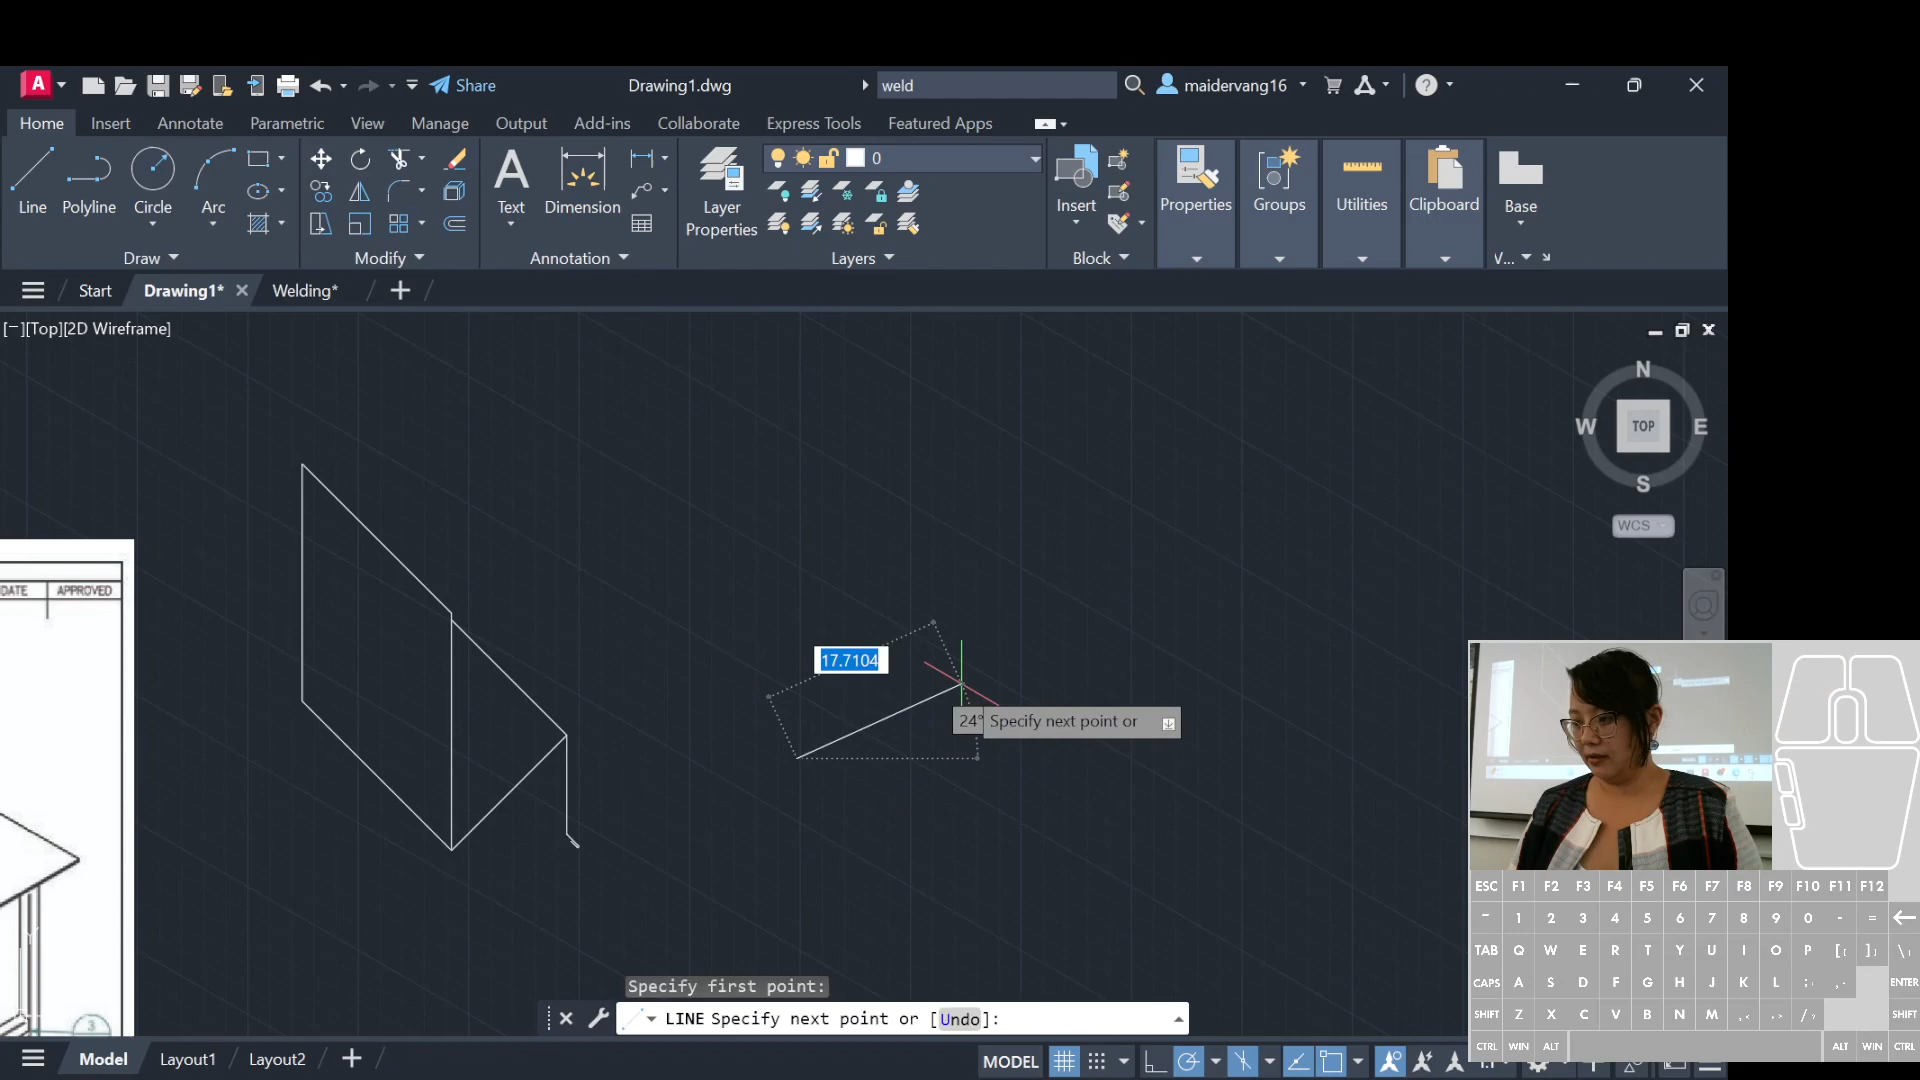 A Share Drawing1.dwg weld maidervang16
Home Insert Annotate Parametric View Manage Output Add-ins Collaborate Express Tools Featured Apps
0
Line Polyline Circle Arc Text Dimension Layer Properties Insert Properties Groups Utilities Clipboard Base
Draw Modify Annotation Layers Block V...
Start Drawing1* Welding*
[−][Top][2D Wireframe]
N
W TOP E
S
WCS
DATE APPROVED
17.7104
24° Specify next point or
3
Specify first point:
LINE Specify next point or [Undo]:
Model Layout1 Layout2 MODEL
ESC F1 F2 F3 F4 F5 F6 F7 F8 F9 F10 F11 F12
~ 1 2 3 4 5 6 7 8 9 0 - =
TAB Q W E R T Y U I O P [{ ]} \|
CAPS A S D F G H J K L ;: ENTER
SHIFT Z X C V B N M ,< .> /? SHIFT
CTRL WIN ALT ALT WIN CTRL